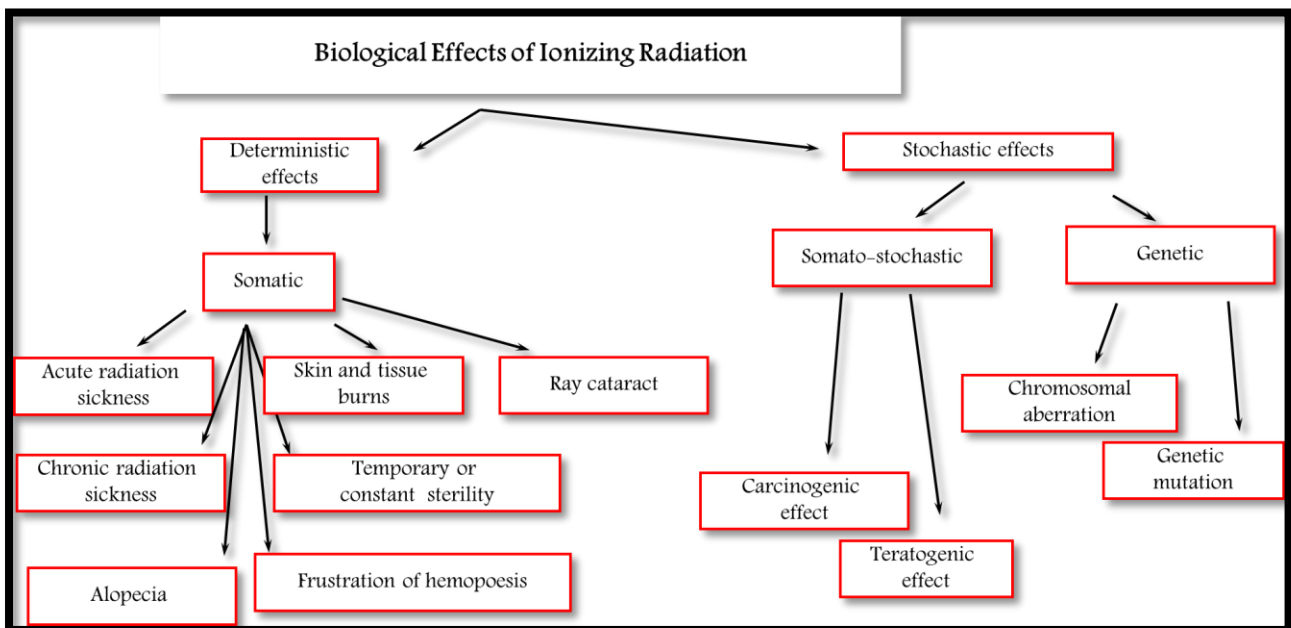 Biological Effects of Ionizing Radiation
Deterministic
effects
Stochastic effects
Somatic
Somato-stochastic
Genetic
Acute radiation
sickness
Skin and tissue
burns
Ray cataract
Chromosomal
aberration
Chronic radiation
sickness
Temporary or
constant sterility
Genetic
mutation
Carcinogenic
effect
Teratogenic
effect
Alopecia
Frustration of hemopoesis